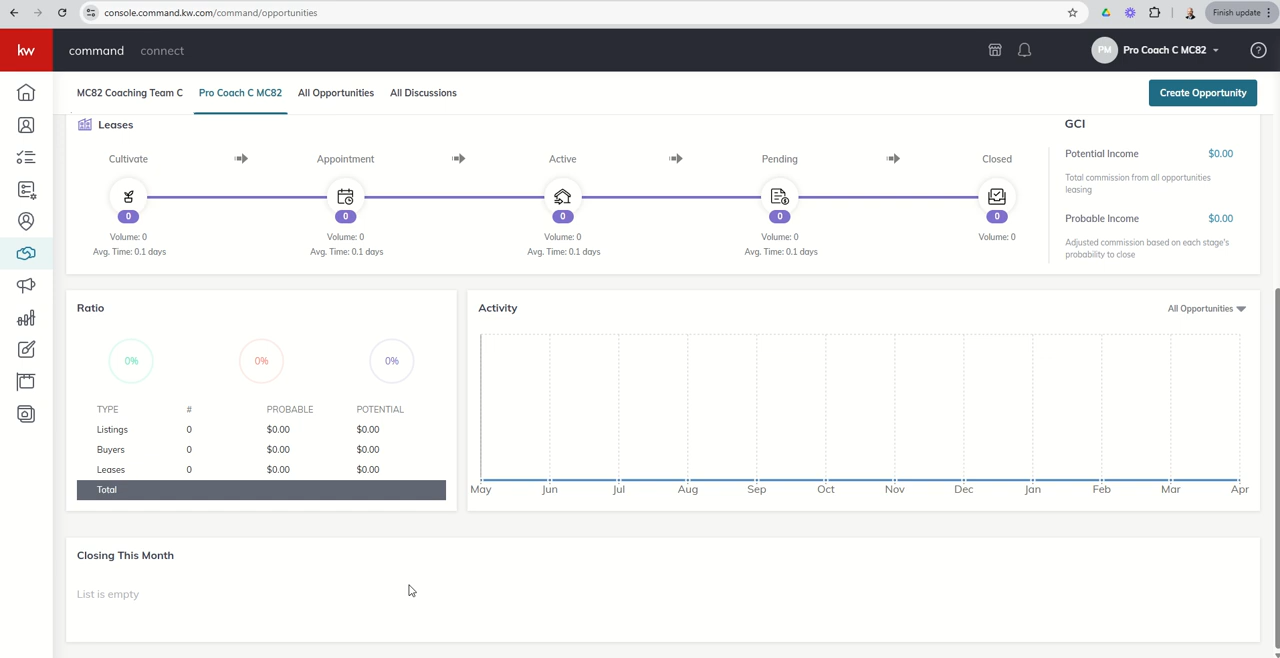 console.command.kw.com/command/opportunities
Finish update
kw command connect
PM Pro Coach C MC82
?
MC82 Coaching Team C Pro Coach C MC82 All Opportunities All Discussions Create Opportunity
Leases
GCI
Cultivate Appointment Active Pending Closed
Potential Income $0.00
Total commission from all opportunities
leasing
0 0 0 0 0
Probable Income $0.00
Volume: 0 Volume: 0 Volume: 0 Volume: 0 Volume: 0
Avg. Time: 0.1 days Avg. Time: 0.1 days Avg. Time: 0.1 days Avg. Time: 0.1 days
Adjusted commission based on each stage's
probability to close
Ratio
0% 0% 0%
TYPE # PROBABLE POTENTIAL
Listings 0 $0.00 $0.00
Buyers 0 $0.00 $0.00
Leases 0 $0.00 $0.00
Total
Activity All Opportunities
May Jun Jul Aug Sep Oct Nov Dec Jan Feb Mar Apr
Closing This Month
List is empty